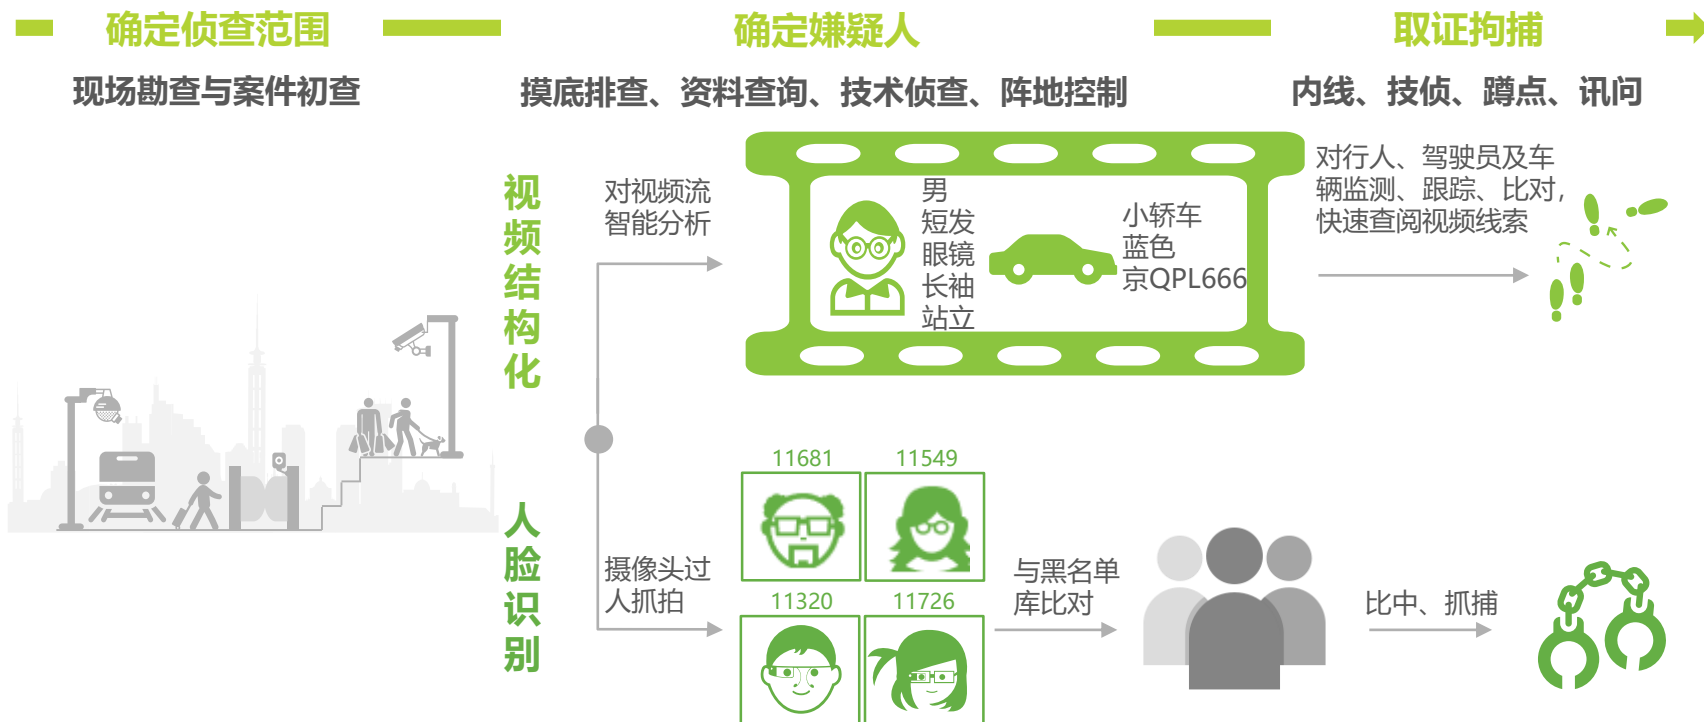 确定侦查范围
确定嫌疑人
取证拘捕
现场勘查与案件初查
摸底排查、资料查询、技术侦查、阵地控制
内线、技侦、蹲点、讯问
视频结构化
对视频流
智能分析
男
短发
眼镜
长袖
站立
小轿车
蓝色
京QPL666
对行人、驾驶员及车
辆监测、跟踪、比对，
快速查阅视频线索
人脸识别
摄像头过
人抓拍
11681
11549
11320
11726
与黑名单
库比对
比中、抓捕